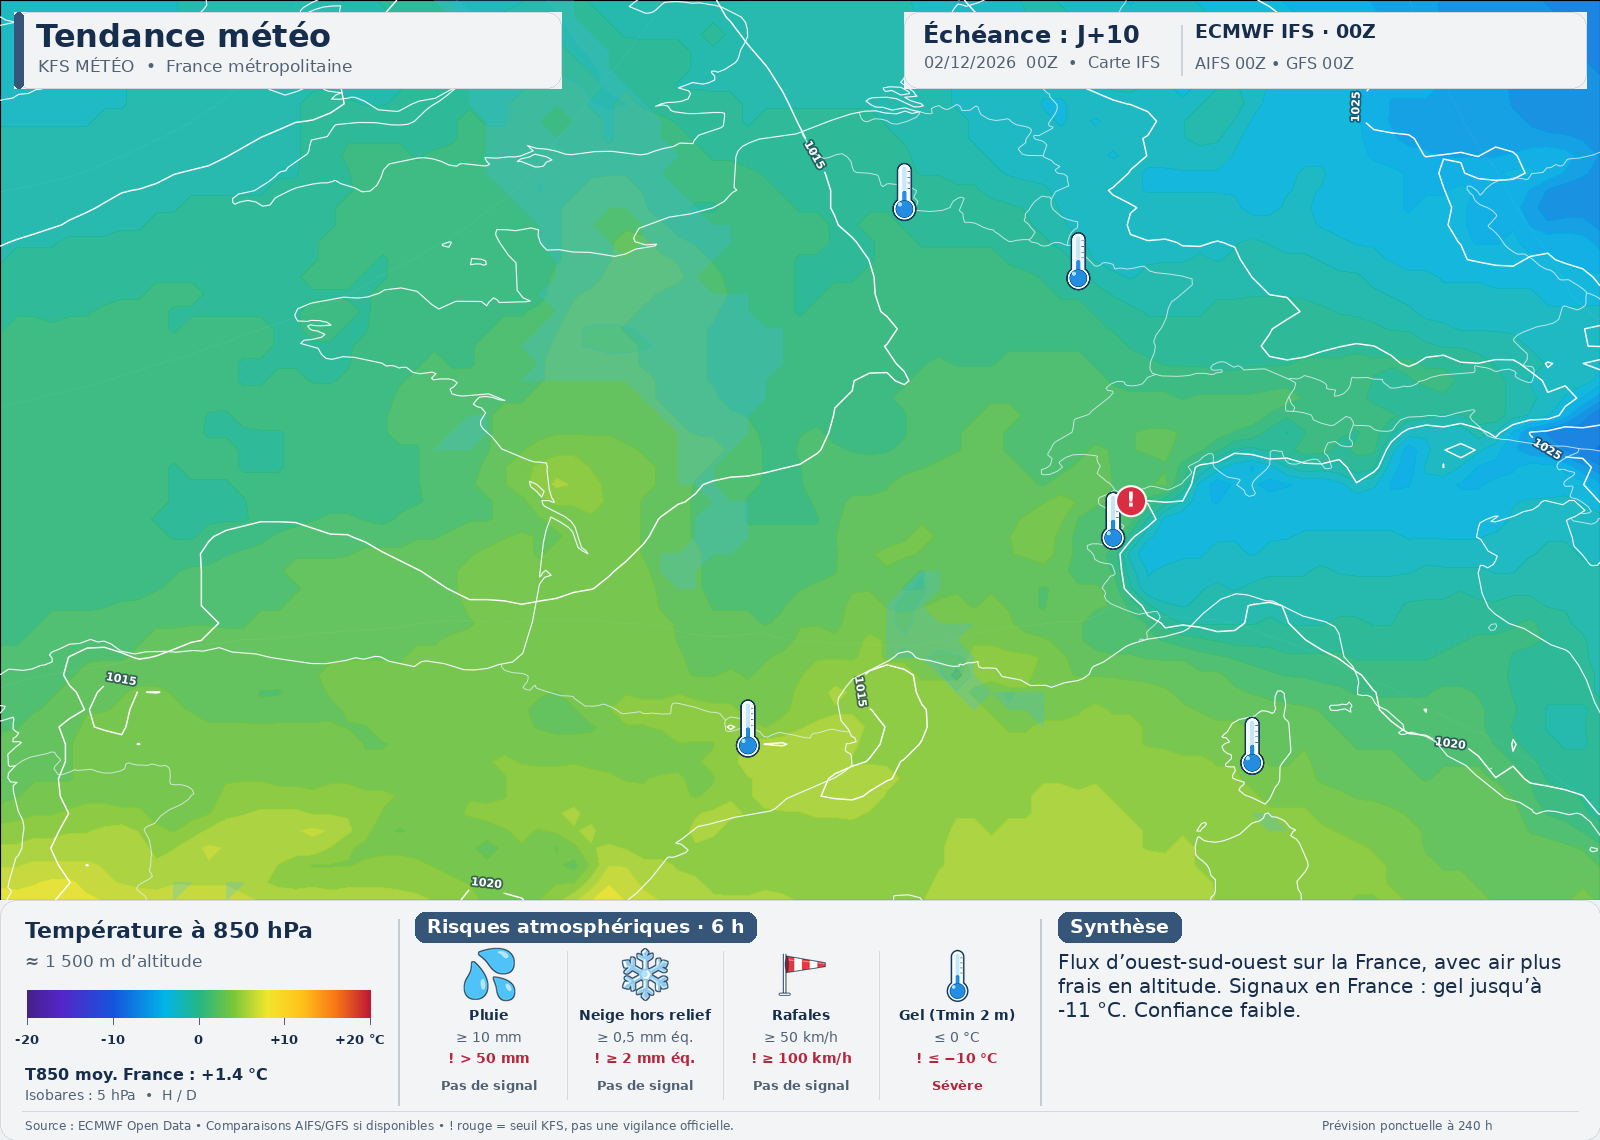 Tendance météo
KFS MÉTÉO • France métropolitaine
Échéance : J+10
02/12/2026 00Z • Carte IFS
ECMWF IFS · 00Z
AIFS 00Z • GFS 00Z
1025
1015
1025
1015
1015
1020
1020
!
Température à 850 hPa
≈ 1 500 m d’altitude
-20 -10 0 +10 +20 °C
T850 moy. France : +1.4 °C
Isobares : 5 hPa • H / D
Risques atmosphériques · 6 h
Pluie
≥ 10 mm
! > 50 mm
Pas de signal
Neige hors relief
≥ 0,5 mm éq.
! ≥ 2 mm éq.
Pas de signal
Rafales
≥ 50 km/h
! ≥ 100 km/h
Pas de signal
Gel (Tmin 2 m)
≤ 0 °C
! ≤ −10 °C
Sévère
Synthèse
Flux d’ouest-sud-ouest sur la France, avec air plus
frais en altitude. Signaux en France : gel jusqu’à
-11 °C. Confiance faible.
Source : ECMWF Open Data • Comparaisons AIFS/GFS si disponibles • ! rouge = seuil KFS, pas une vigilance officielle.
Prévision ponctuelle à 240 h